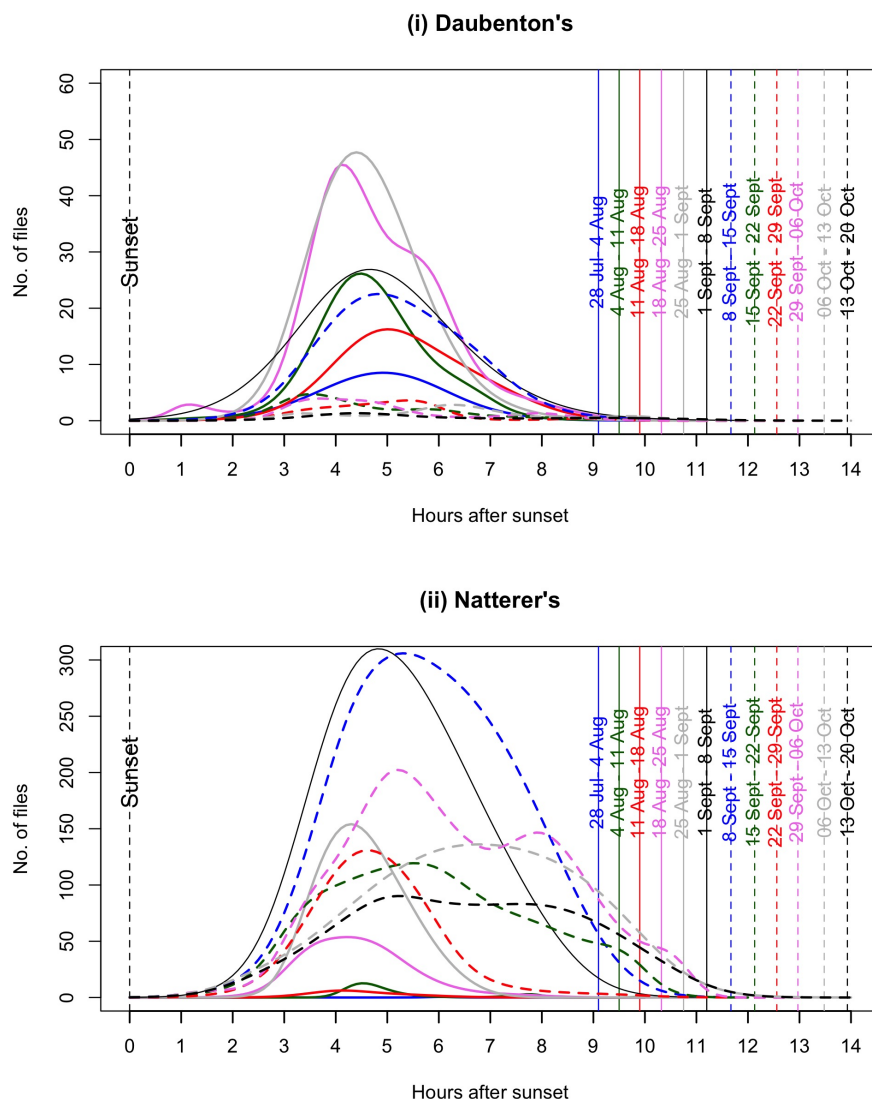 (i) Daubenton's
No. of files
60
50
40
30
20
10
0
Sunset
28 Jul- 4 Aug
4 Aug - 11 Aug
11 Aug -18 Aug
18 Aug - 25 Aug
25 Aug - 1 Sept
1 Sept - 8 Sept
8 Sept - 15 Sept
15 Sept - 22 Sept
22 Sept - 29 Sept
29 Sept - 06 Oct
06 Oct - 13 Oct
13 Oct - 20 Oct
0 1 2 3 4 5 6 7 8 9 10 11 12 13 14
Hours after sunset
(ii) Natterer's
No. of files
300
250
200
150
100
50
0
Sunset
28 Jul- 4 Aug
4 Aug - 11 Aug
11 Aug -18 Aug
18 Aug - 25 Aug
25 Aug - 1 Sept
1 Sept - 8 Sept
8 Sept - 15 Sept
15 Sept - 22 Sept
22 Sept - 29 Sept
29 Sept - 06 Oct
06 Oct - 13 Oct
13 Oct - 20 Oct
0 1 2 3 4 5 6 7 8 9 10 11 12 13 14
Hours after sunset